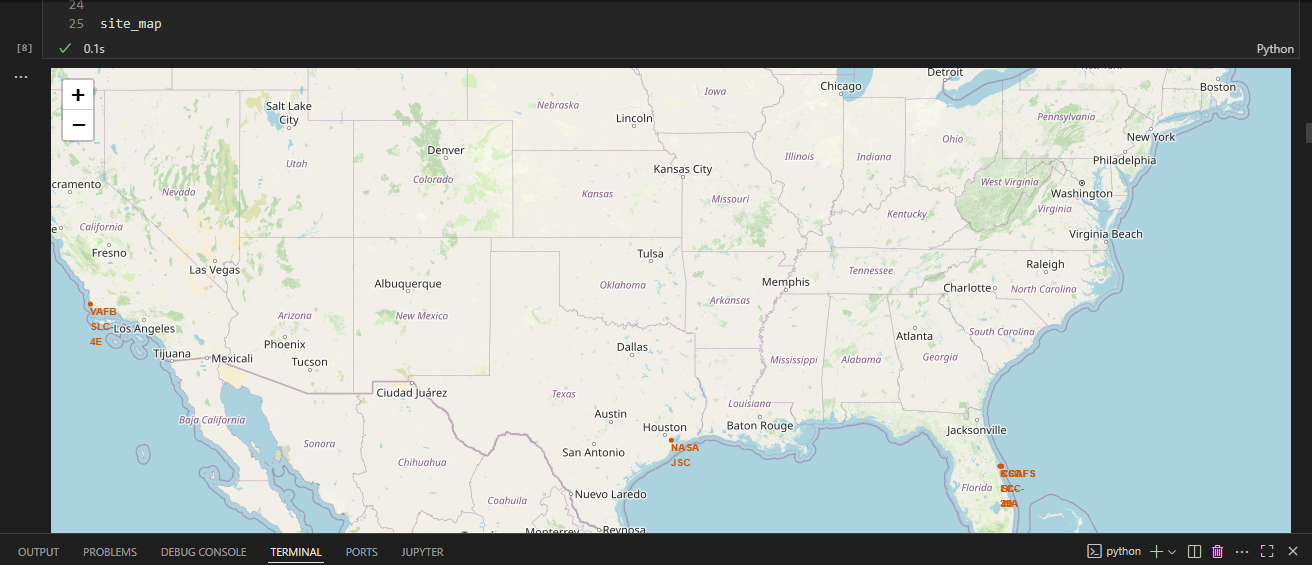 24
25 site_map
[8] 0.1s Python
...
+
−
Detroit
Chicago
Boston
Salt Lake
City
Nebraska
Iowa
Lincoln
Pennsylvania
New York
Denver
Utah
Colorado
Illinois
Indiana
Ohio
Philadelphia
Kansas City
cramento
Nevada
Kansas
Missouri
West Virginia
Washington
Virginia
Kentucky
California
Fresno
Virginia Beach
Las Vegas
Tulsa
Raleigh
Albuquerque
Oklahoma
Memphis
Tennessee
Charlotte
North Carolina
Arkansas
VAFB
SLC-
4E
Los Angeles
Arizona
New Mexico
Phoenix
Atlanta
South Carolina
Tijuana
Mexicali
Tucson
Dallas
Mississippi
Alabama
Georgia
Ciudad Juárez
Texas
Louisiana
Baja California
Austin
Houston
Baton Rouge
Jacksonville
Sonora
San Antonio
NASA
JSC
Chihuahua
Florida
Coahuila
Nuevo Laredo
Monterrey
Reynosa
OUTPUT PROBLEMS DEBUG CONSOLE TERMINAL PORTS JUPYTER python